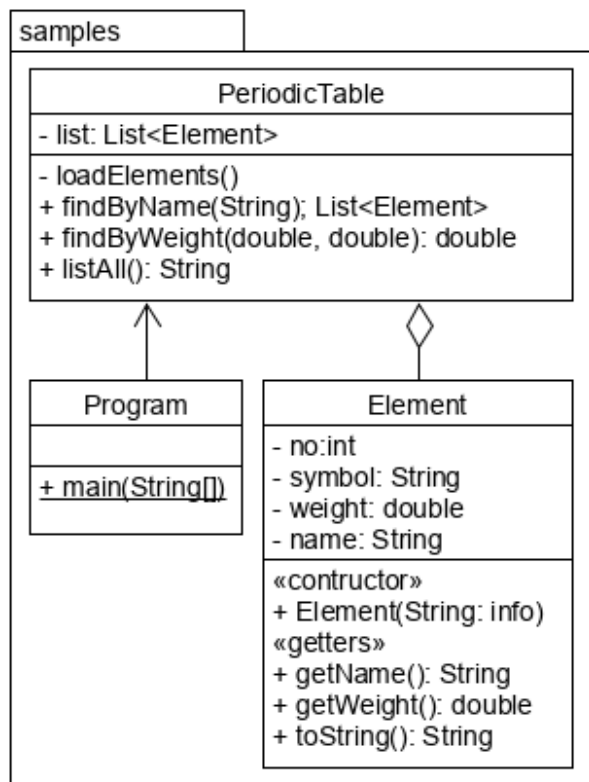 samples
PeriodicTable
- list: List<Element>
- loadElements()
+ findByName(String); List<Element>
+ findByWeight(double, double): double
+ listAll(): String
Program
+ main(String[])
Element
- no:int
- symbol: String
- weight: double
- name: String
«contructor»
+ Element(String: info)
«getters»
+ getName(): String
+ getWeight(): double
+ toString(): String